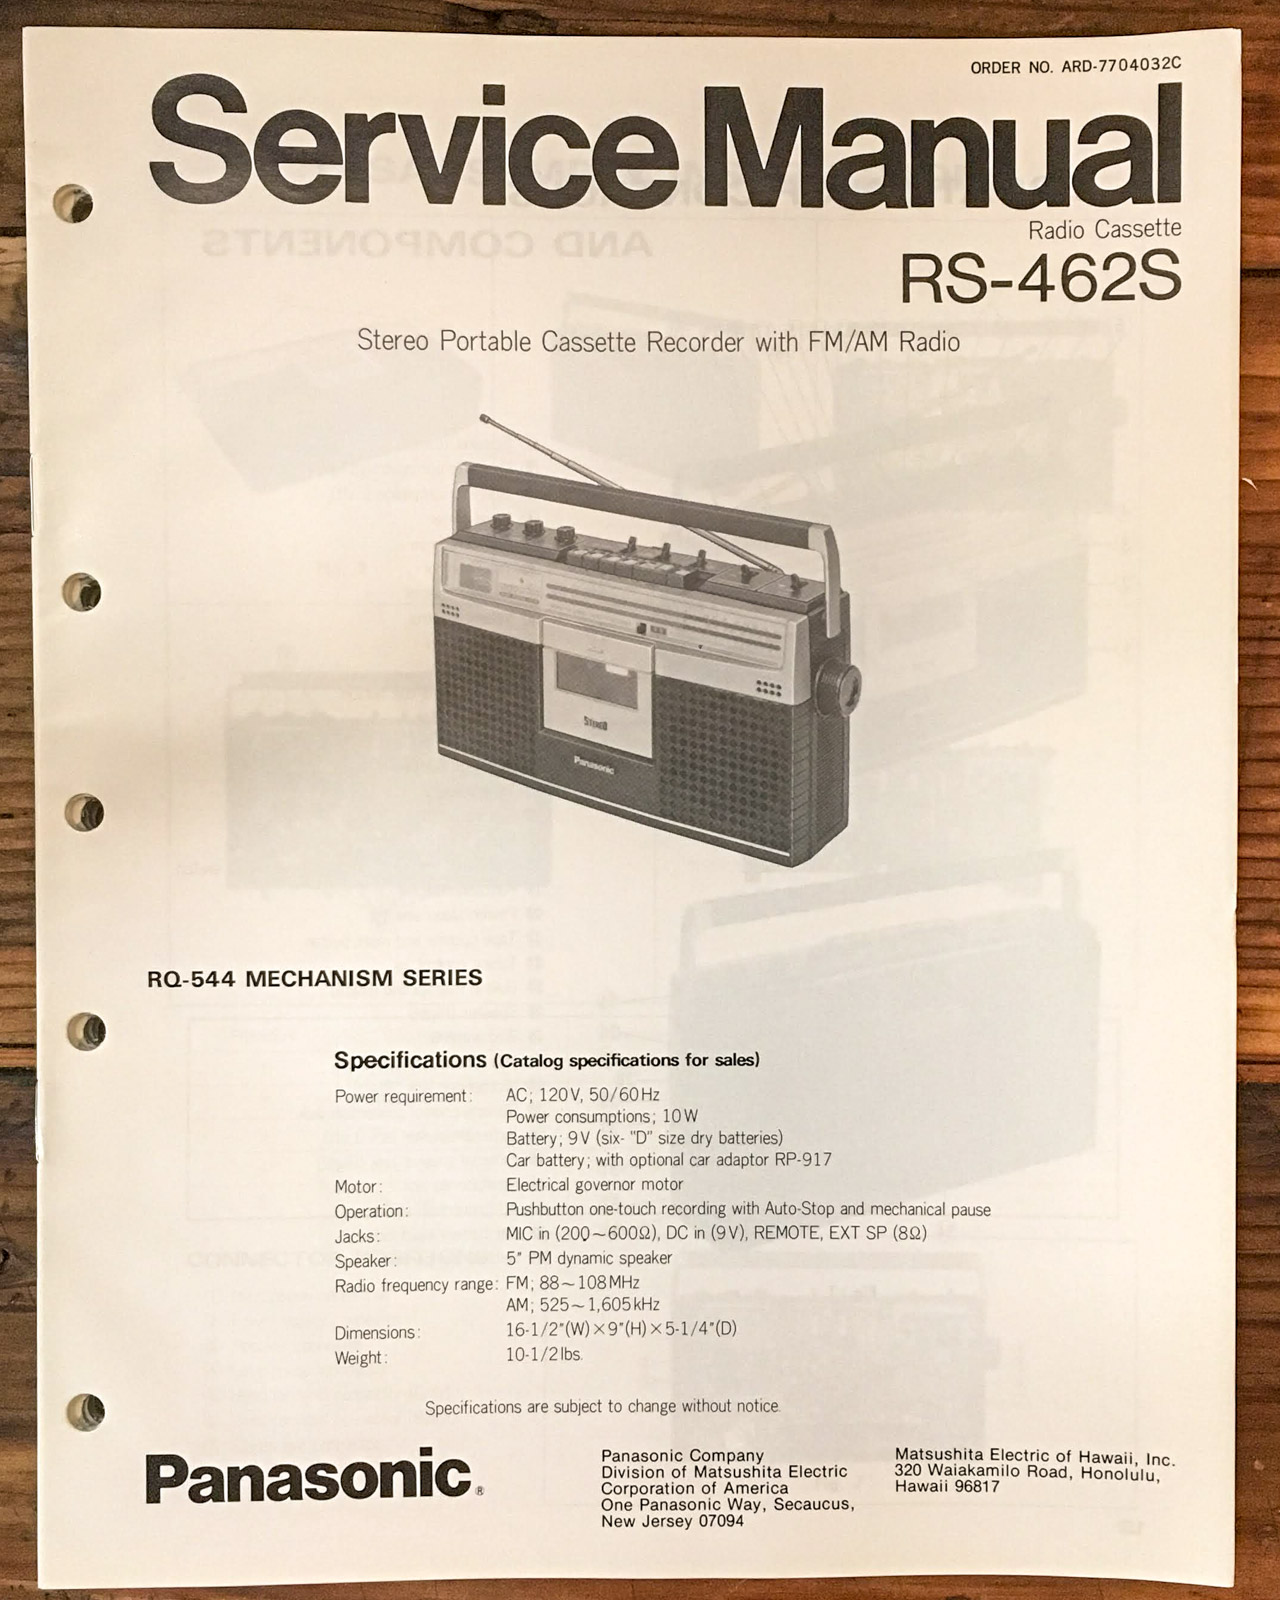 ORDER NO. ARD-7704032C
Service Manual
Radio Cassette
RS-462S
Stereo Portable Cassette Recorder with FM/AM Radio
STEREO
Panasonic
RQ-544 MECHANISM SERIES
Specifications (Catalog specifications for sales)
Power requirement: AC; 120V, 50/60Hz
Power consumptions; 10W
Battery; 9V (six- "D" size dry batteries)
Car battery; with optional car adaptor RP-917
Motor: Electrical governor motor
Operation: Pushbutton one-touch recording with Auto-Stop and mechanical pause
Jacks: MIC in (200~600Ω), DC in (9V), REMOTE, EXT SP (8Ω)
Speaker: 5" PM dynamic speaker
Radio frequency range: FM; 88~108MHz
AM; 525~1,605kHz
Dimensions: 16-1/2"(W)×9"(H)×5-1/4"(D)
Weight: 10-1/2lbs.
Specifications are subject to change without notice.
Panasonic®
Panasonic Company
Division of Matsushita Electric
Corporation of America
One Panasonic Way, Secaucus,
New Jersey 07094
Matsushita Electric of Hawaii, Inc.
320 Waiakamilo Road, Honolulu,
Hawaii 96817
AND COMPONENTS